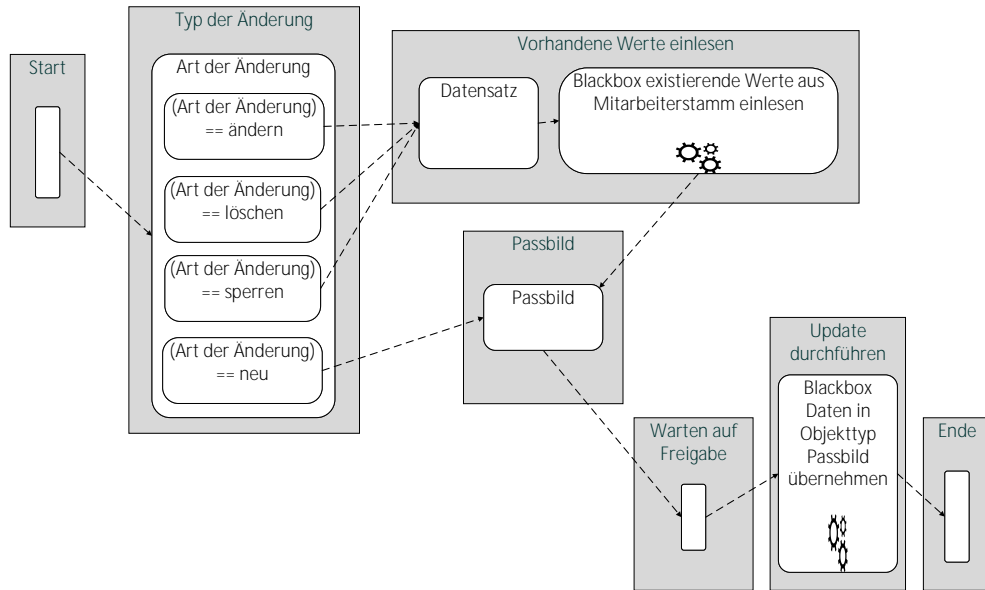 Start
Typ der Änderung
Art der Änderung
(Art der Änderung)
== ändern
(Art der Änderung)
== löschen
(Art der Änderung)
== sperren
(Art der Änderung)
== neu
Vorhandene Werte einlesen
Datensatz
Blackbox existierende Werte aus
Mitarbeiterstamm einlesen
Passbild
Passbild
Warten auf
Freigabe
Update
durchführen
Blackbox
Daten in
Objekttyp
Passbild
übernehmen
Ende